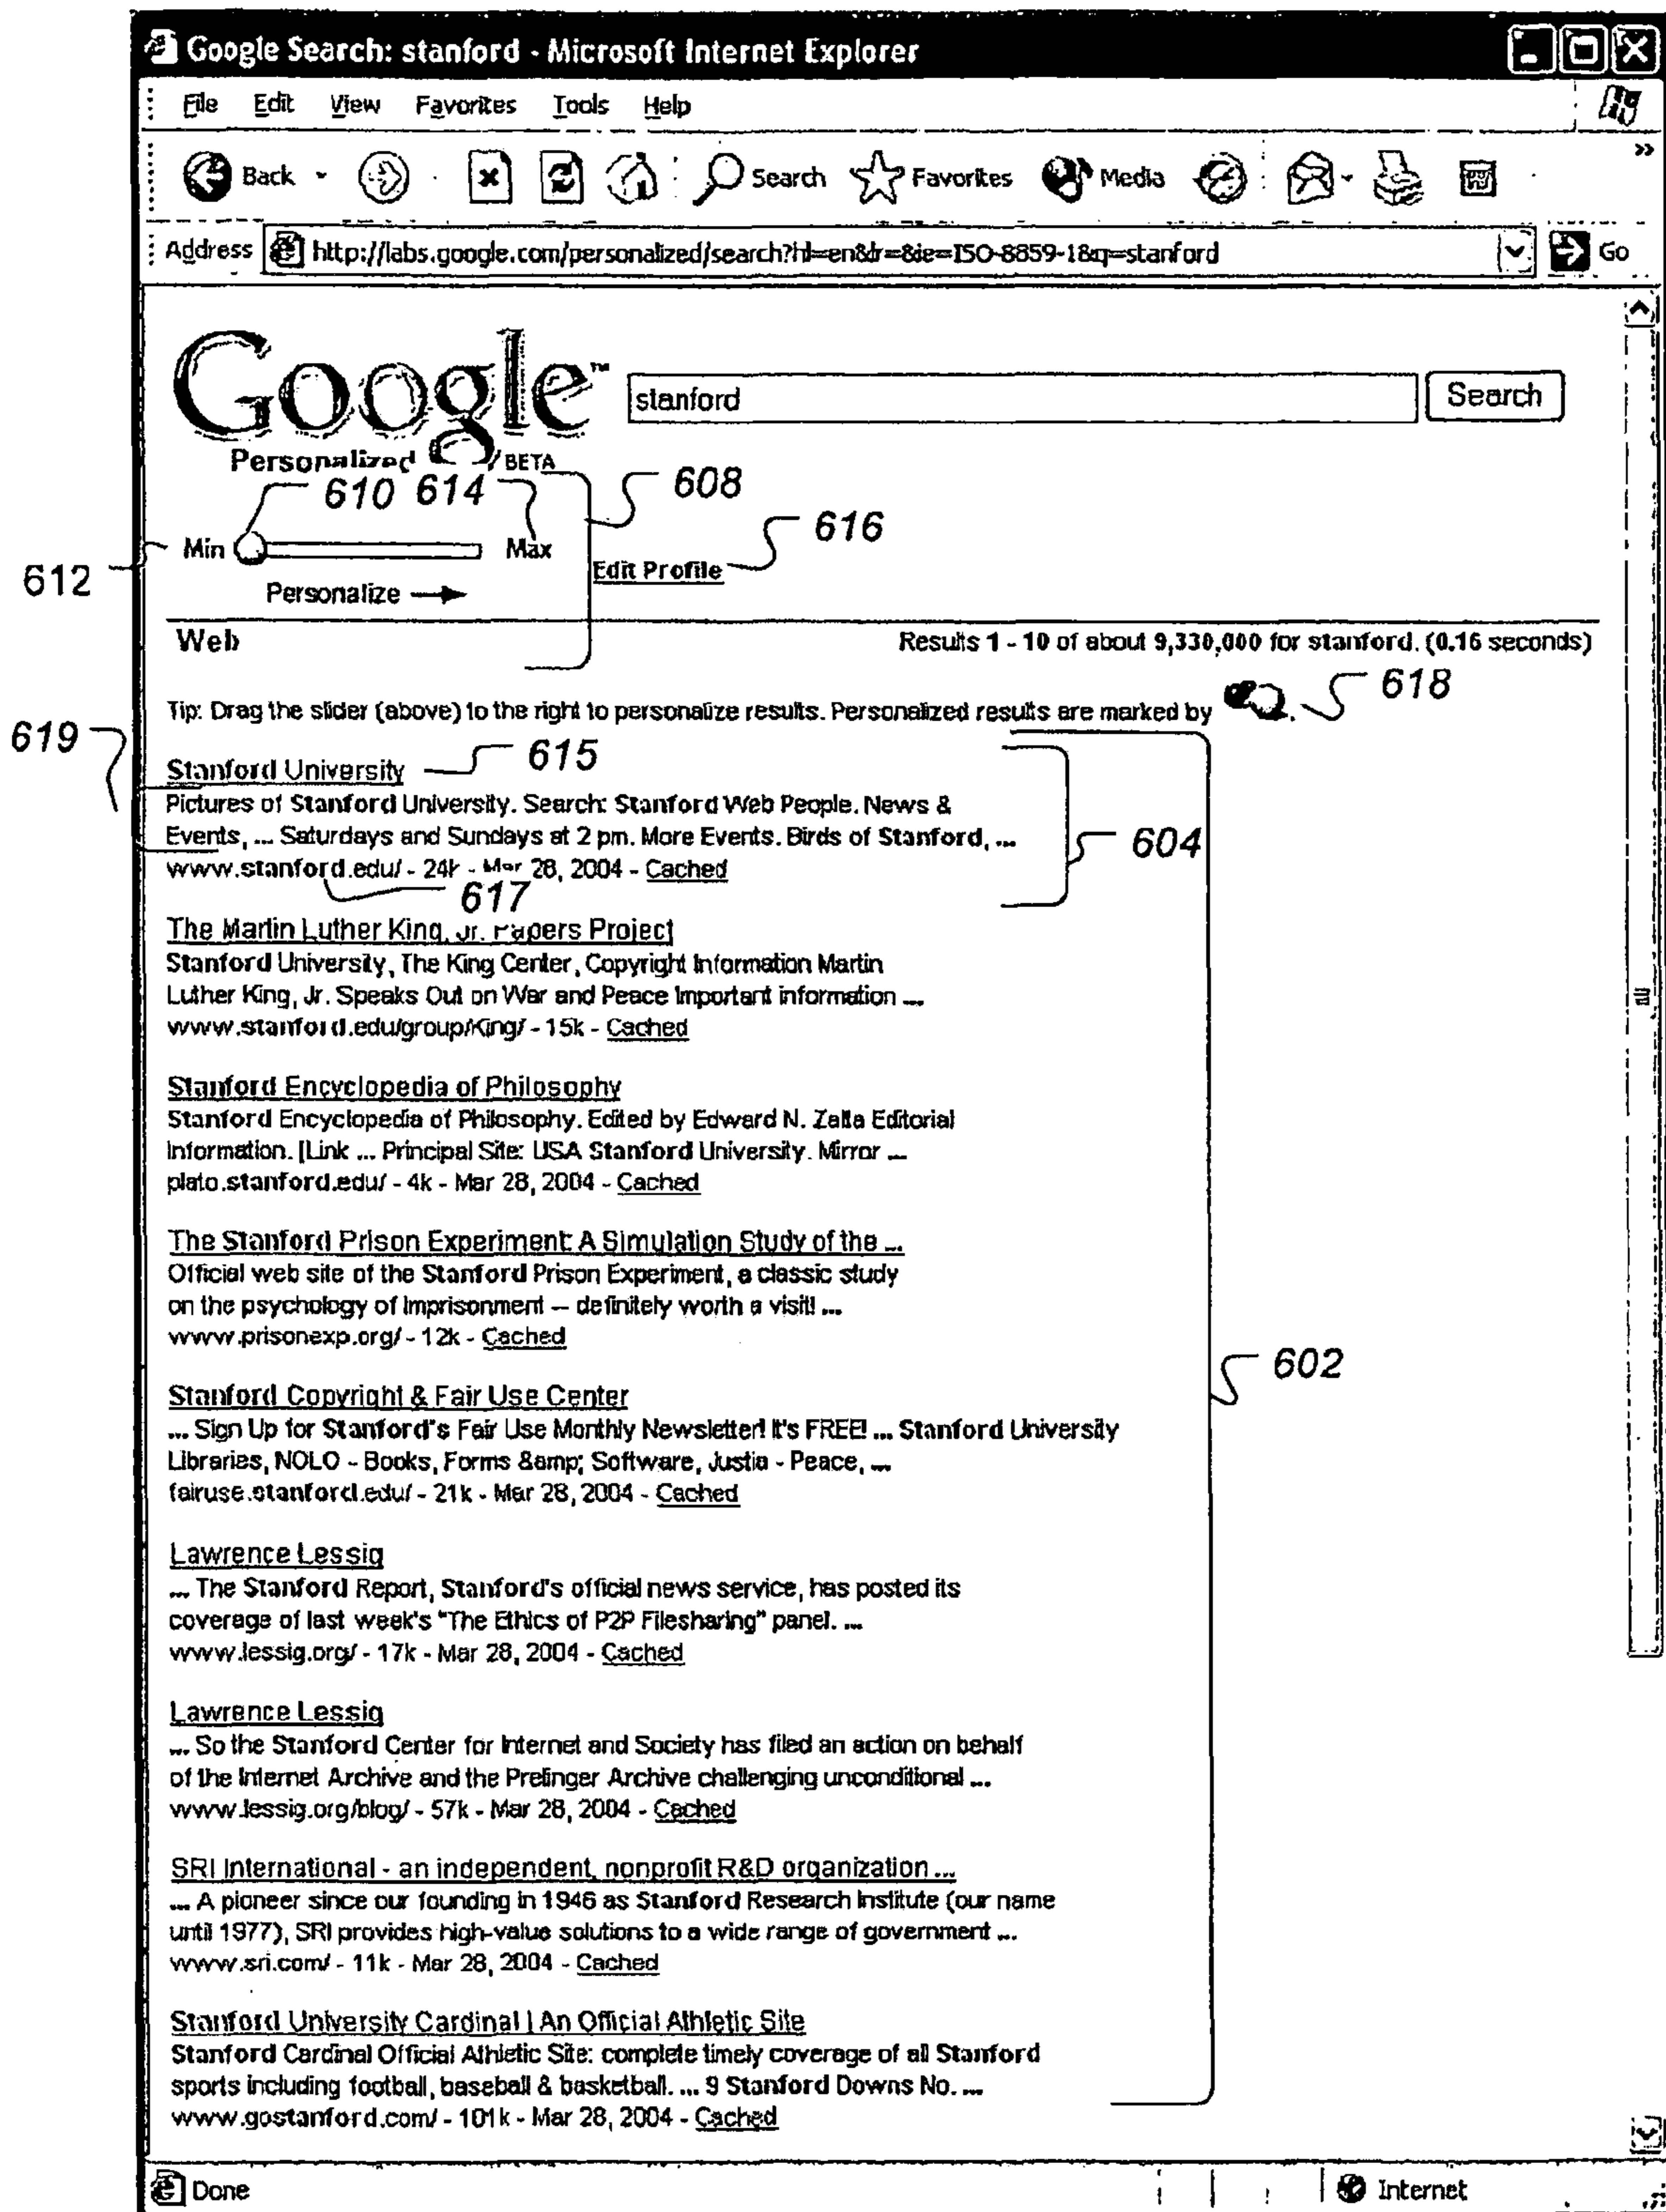 Google Search: stanford - Microsoft Internet Explorer
File Edit View Favorites Tools Help
Back Search Favorites Media
Address http://labs.google.com/personalized/search?hl=en&lr=&ie=ISO-8859-1&q=stanford Go
Google™ stanford Search
Personalized BETA
610 614 608
616
Min Max
612 Edit Profile
Personalize
Web Results 1 - 10 of about 9,330,000 for stanford. (0.16 seconds)
618
Tip: Drag the slider (above) to the right to personalize results. Personalized results are marked by .
619
Stanford University 615
Pictures of Stanford University. Search: Stanford Web People. News &
Events, ... Saturdays and Sundays at 2 pm. More Events. Birds of Stanford, ...
604
www.stanford.edu/ - 24k - Mar 28, 2004 - Cached
617
The Martin Luther King, Jr. Papers Project
Stanford University, The King Center, Copyright Information Martin
Luther King, Jr. Speaks Out on War and Peace Important information ...
www.stanford.edu/group/King/ - 15k - Cached
Stanford Encyclopedia of Philosophy
Stanford Encyclopedia of Philosophy. Edited by Edward N. Zalta Editorial
Information. [Link ... Principal Site: USA Stanford University. Mirror ...
plato.stanford.edu/ - 4k - Mar 28, 2004 - Cached
The Stanford Prison Experiment: A Simulation Study of the ...
Official web site of the Stanford Prison Experiment, a classic study
on the psychology of imprisonment -- definitely worth a visit! ...
www.prisonexp.org/ - 12k - Cached
602
Stanford Copyright & Fair Use Center
... Sign Up for Stanford's Fair Use Monthly Newsletter! It's FREE! ... Stanford University
Libraries, NOLO - Books, Forms &amp; Software, Justia - Peace, ...
fairuse.stanford.edu/ - 21k - Mar 28, 2004 - Cached
Lawrence Lessig
... The Stanford Report, Stanford's official news service, has posted its
coverage of last week's "The Ethics of P2P Filesharing" panel. ...
www.lessig.org/ - 17k - Mar 28, 2004 - Cached
Lawrence Lessig
... So the Stanford Center for Internet and Society has filed an action on behalf
of the Internet Archive and the Prelinger Archive challenging unconditional ...
www.lessig.org/blog/ - 57k - Mar 28, 2004 - Cached
SRI International - an independent, nonprofit R&D organization ...
... A pioneer since our founding in 1946 as Stanford Research Institute (our name
until 1977), SRI provides high-value solutions to a wide range of government ...
www.sri.com/ - 11k - Mar 28, 2004 - Cached
Stanford University Cardinal | An Official Athletic Site
Stanford Cardinal Official Athletic Site: complete timely coverage of all Stanford
sports including football, baseball & basketball. ... 9 Stanford Downs No. ...
www.gostanford.com/ - 101k - Mar 28, 2004 - Cached
Done Internet